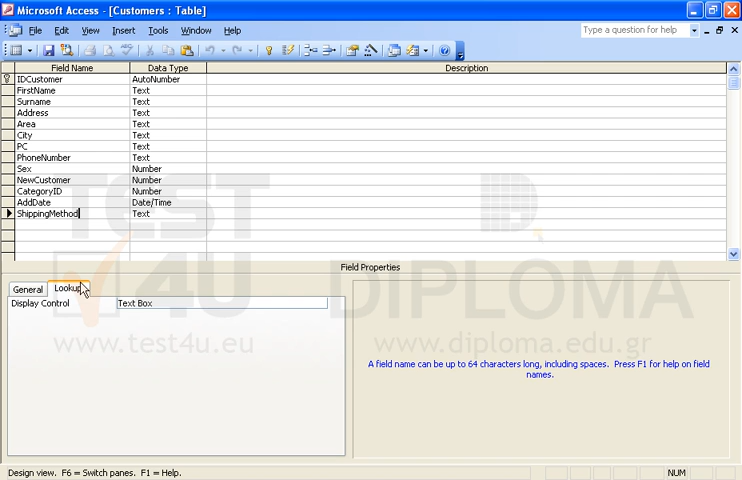 Microsoft Access - [Customers : Table]
File Edit View Insert Tools Window Help Type a question for help
Field Name Data Type Description
IDCustomer AutoNumber
FirstName Text
Surname Text
Address Text
Area Text
City Text
PC Text
PhoneNumber Text
Sex Number
NewCustomer Number
CategoryID Number
AddDate Date/Time
ShippingMethod Text
TEST
4U
DIPLOMA
www.test4u.eu
www.diploma.edu.gr
Field Properties
General Lookup
Display Control Text Box
A field name can be up to 64 characters long, including spaces. Press F1 for help on field
names.
Design view. F6 = Switch panes. F1 = Help. NUM